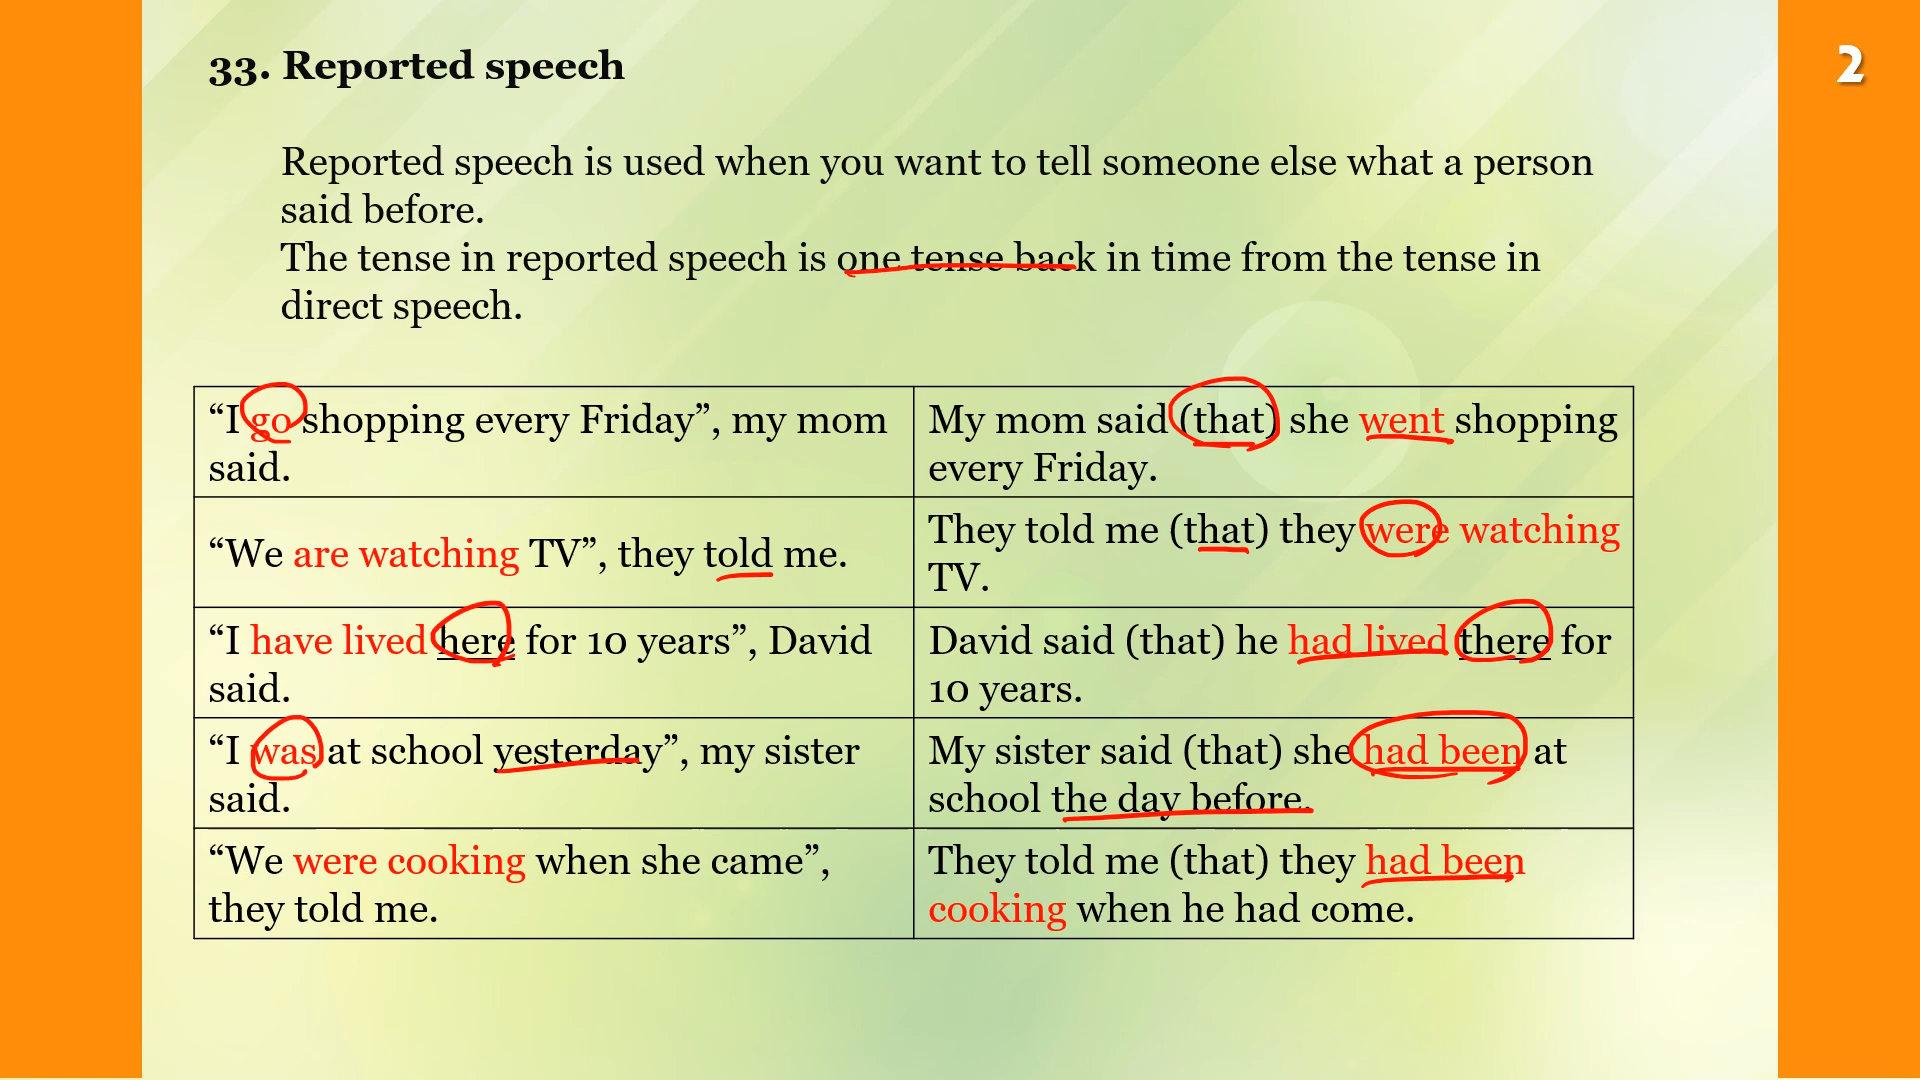 33. Reported speech
2
Reported speech is used when you want to tell someone else what a person
said before.
The tense in reported speech is one tense back in time from the tense in
direct speech.
“I go shopping every Friday”, my mom
said.
My mom said (that) she went shopping
every Friday.
“We are watching TV”, they told me.
They told me (that) they were watching
TV.
“I have lived here for 10 years”, David
said.
David said (that) he had lived there for
10 years.
“I was at school yesterday”, my sister
said.
My sister said (that) she had been at
school the day before.
“We were cooking when she came”,
they told me.
They told me (that) they had been
cooking when he had come.